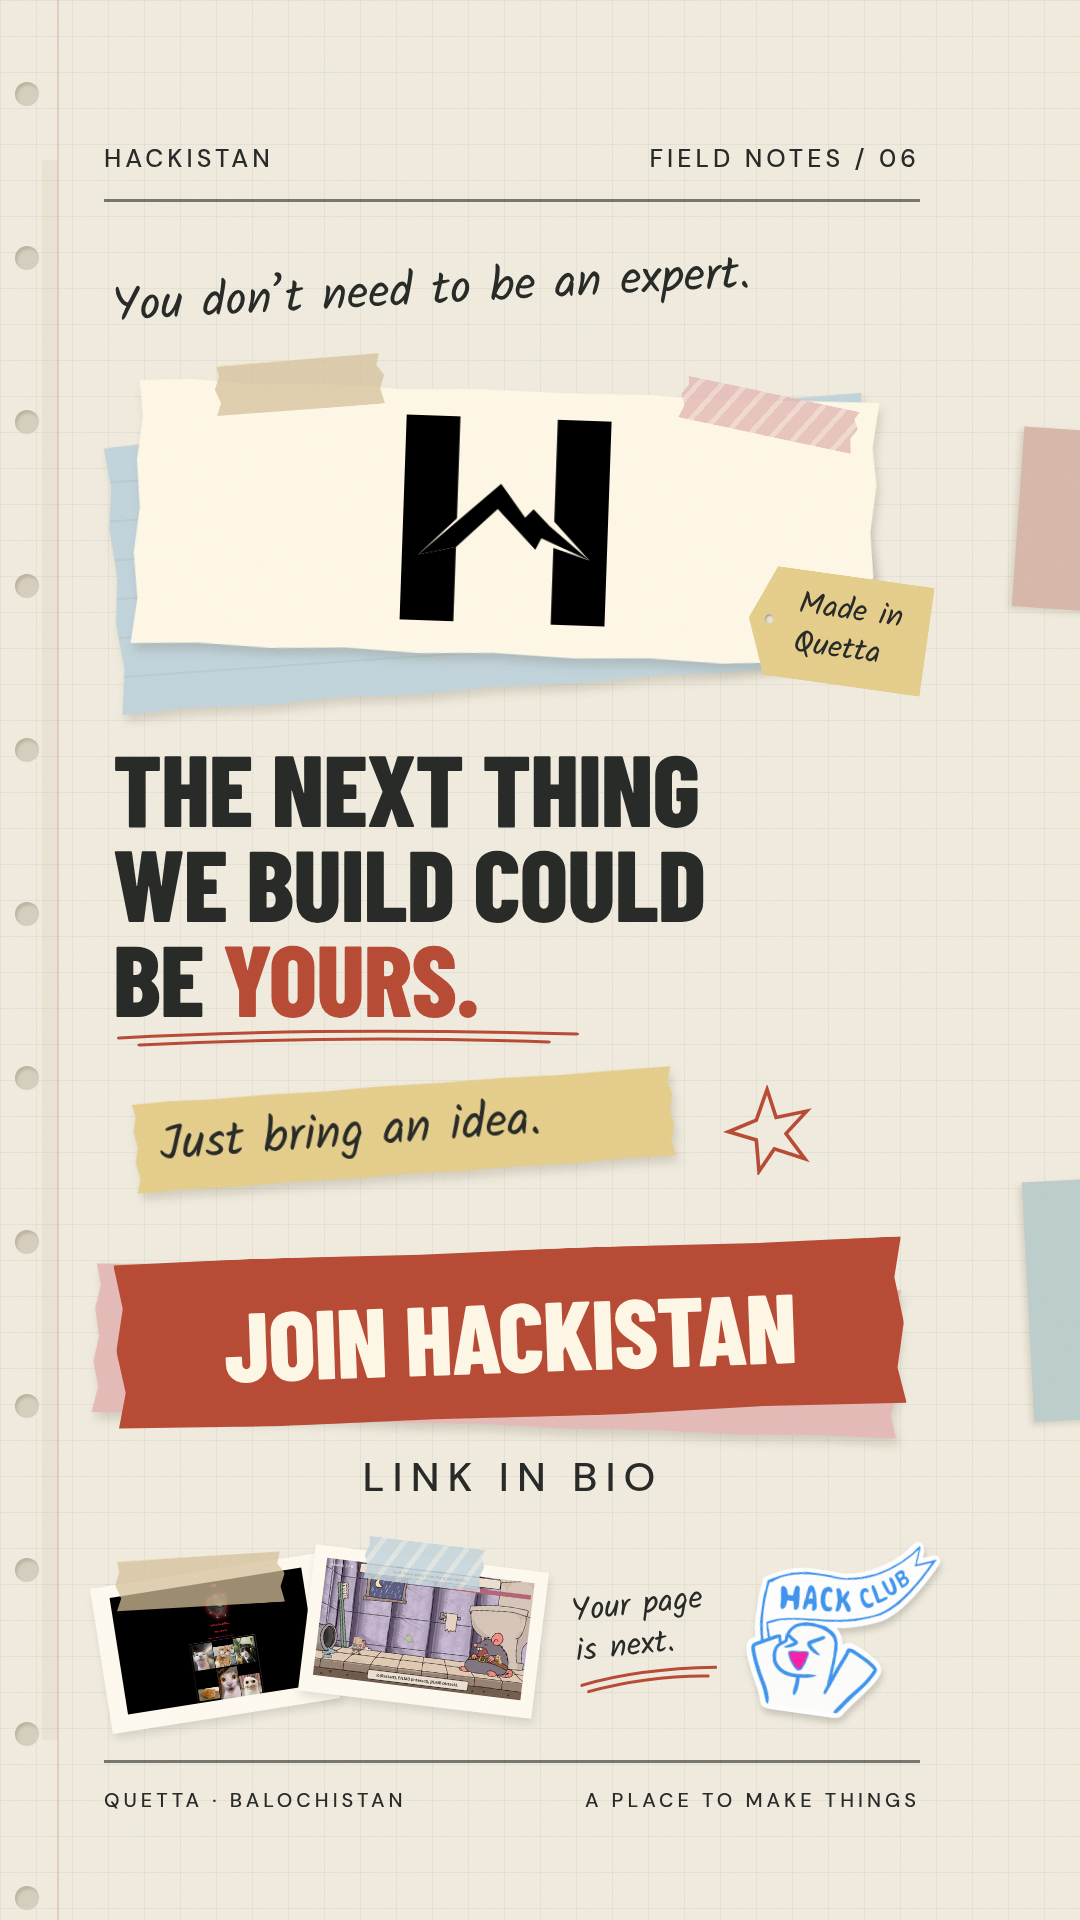 HACKISTAN
FIELD NOTES / 06
You don't need to be an expert.
H
Made in
Quetta
THE NEXT THING
WE BUILD COULD
BE YOURS.
Just bring an idea.
JOIN HACKISTAN
LINK IN BIO
Your page
is next.
HACK CLUB
QUETTA · BALOCHISTAN
A PLACE TO MAKE THINGS